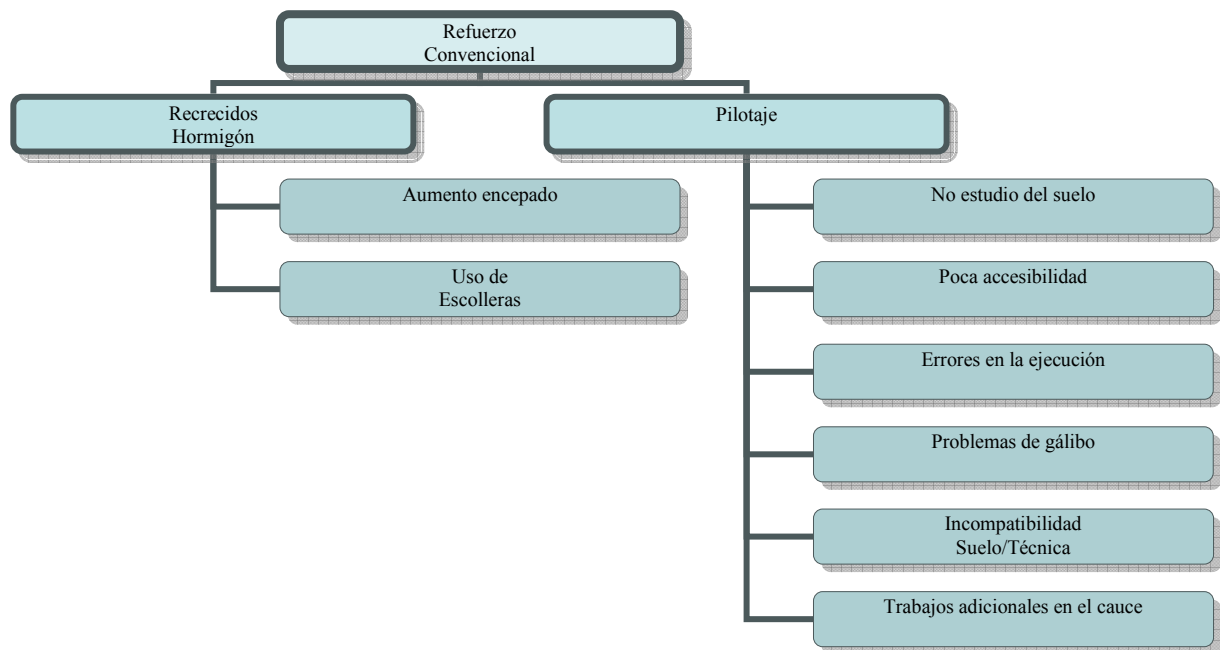 Refuerzo
Convencional
Recrecidos
Hormigón
Pilotaje
Aumento encepado
Uso de
Escolleras
No estudio del suelo
Poca accesibilidad
Errores en la ejecución
Problemas de gálibo
Incompatibilidad
Suelo/Técnica
Trabajos adicionales en el cauce